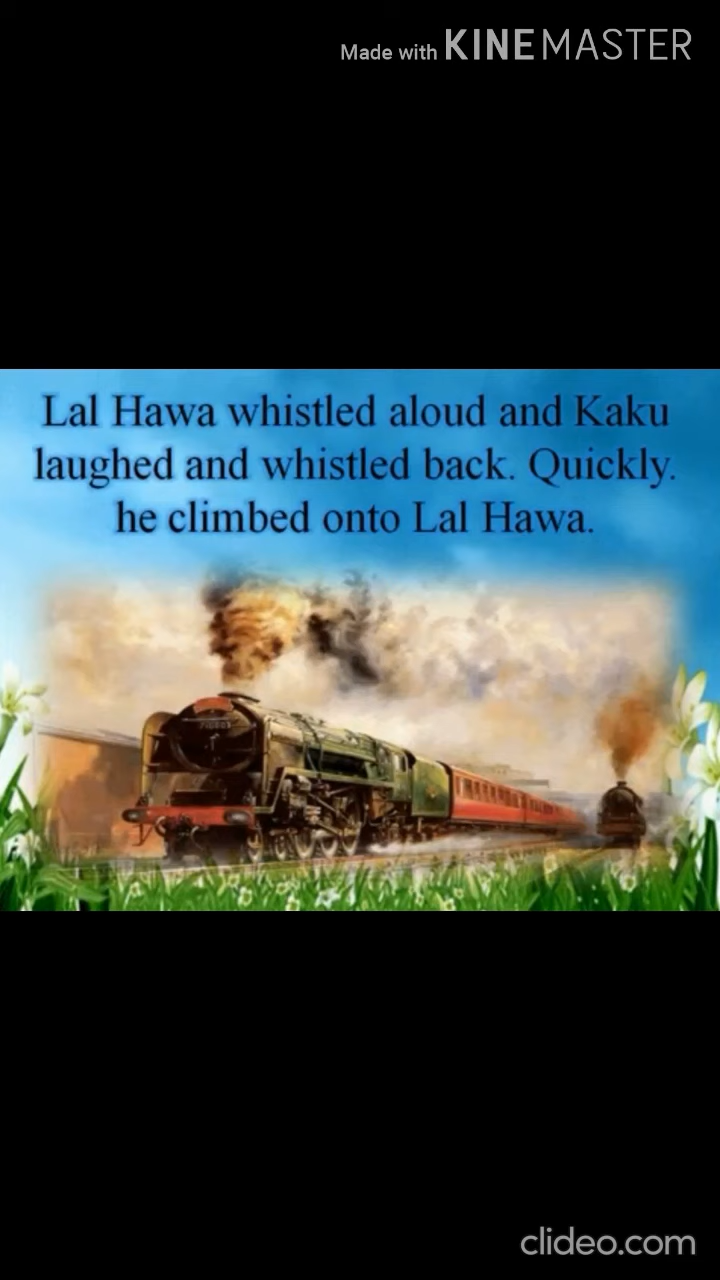 Made with KINEMASTER
Lal Hawa whistled aloud and Kaku
laughed and whistled back. Quickly.
he climbed onto Lal Hawa.
clideo.com